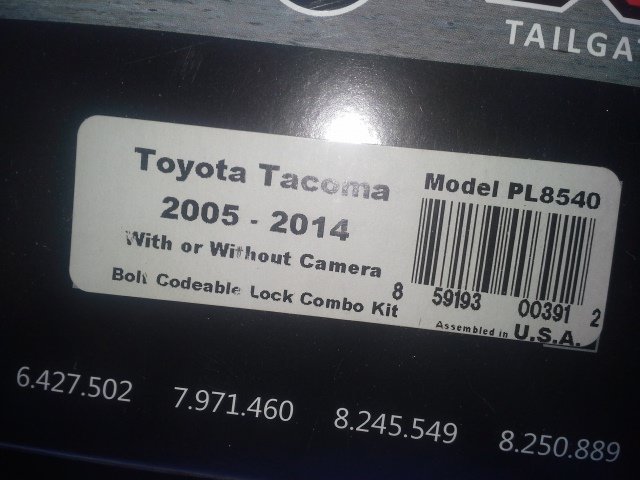 TAILGA
Toyota Tacoma
2005 - 2014
With or Without Camera
Bolt Codeable Lock Combo Kit
Model PL8540
8 59193 00391 2
Assembled in U.S.A.
6.427.502 7.971.460 8.245.549 8.250.889